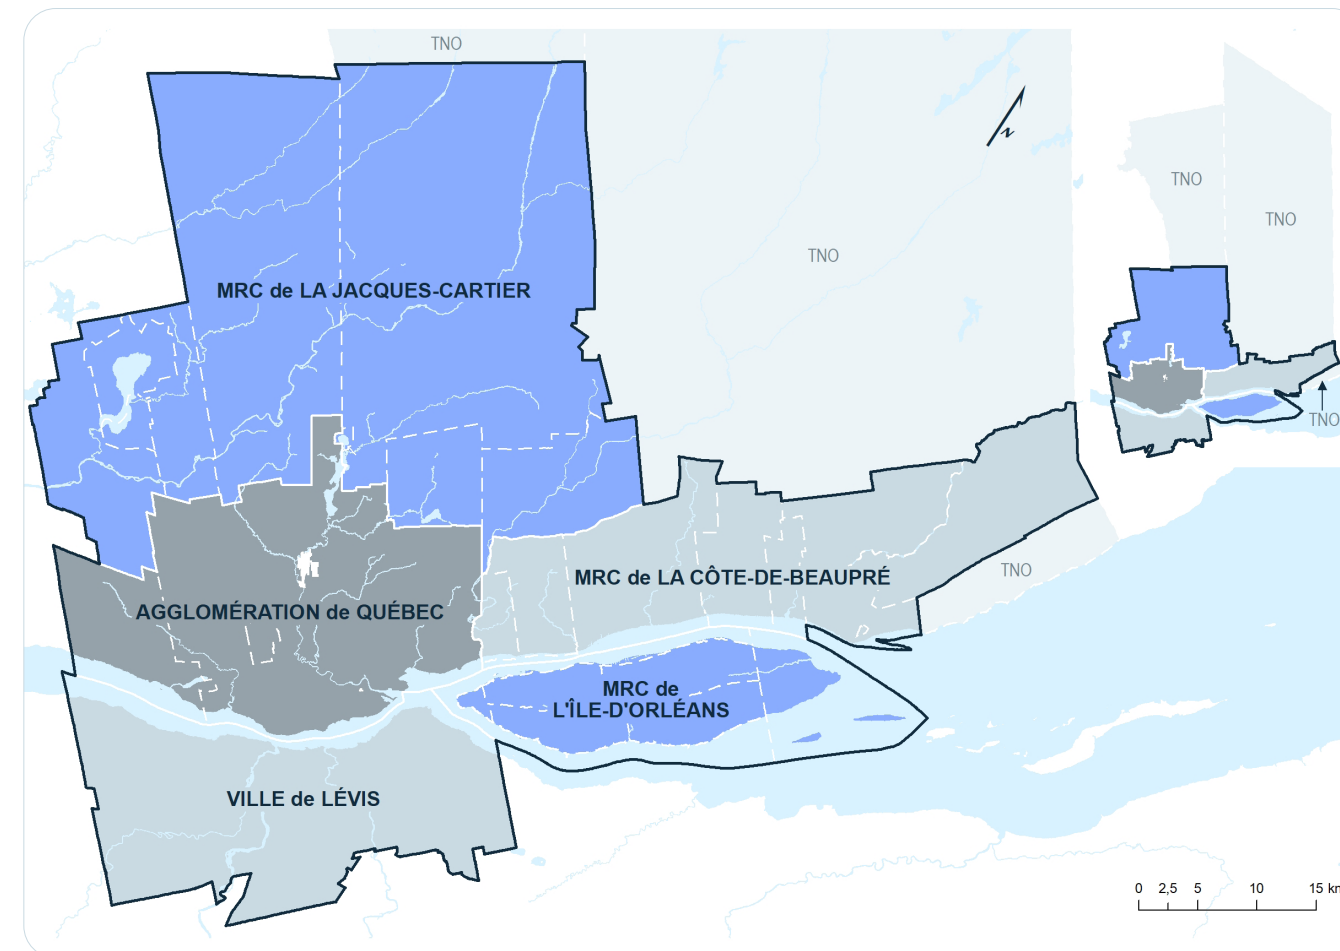 TNO
N
TNO
TNO
TNO
MRC de LA JACQUES-CARTIER
TNO
MRC de LA CÔTE-DE-BEAUPRÉ
TNO
AGGLOMÉRATION de QUÉBEC
MRC de
L'ÎLE-D'ORLÉANS
VILLE de LÉVIS
0 2,5 5 10 15 km